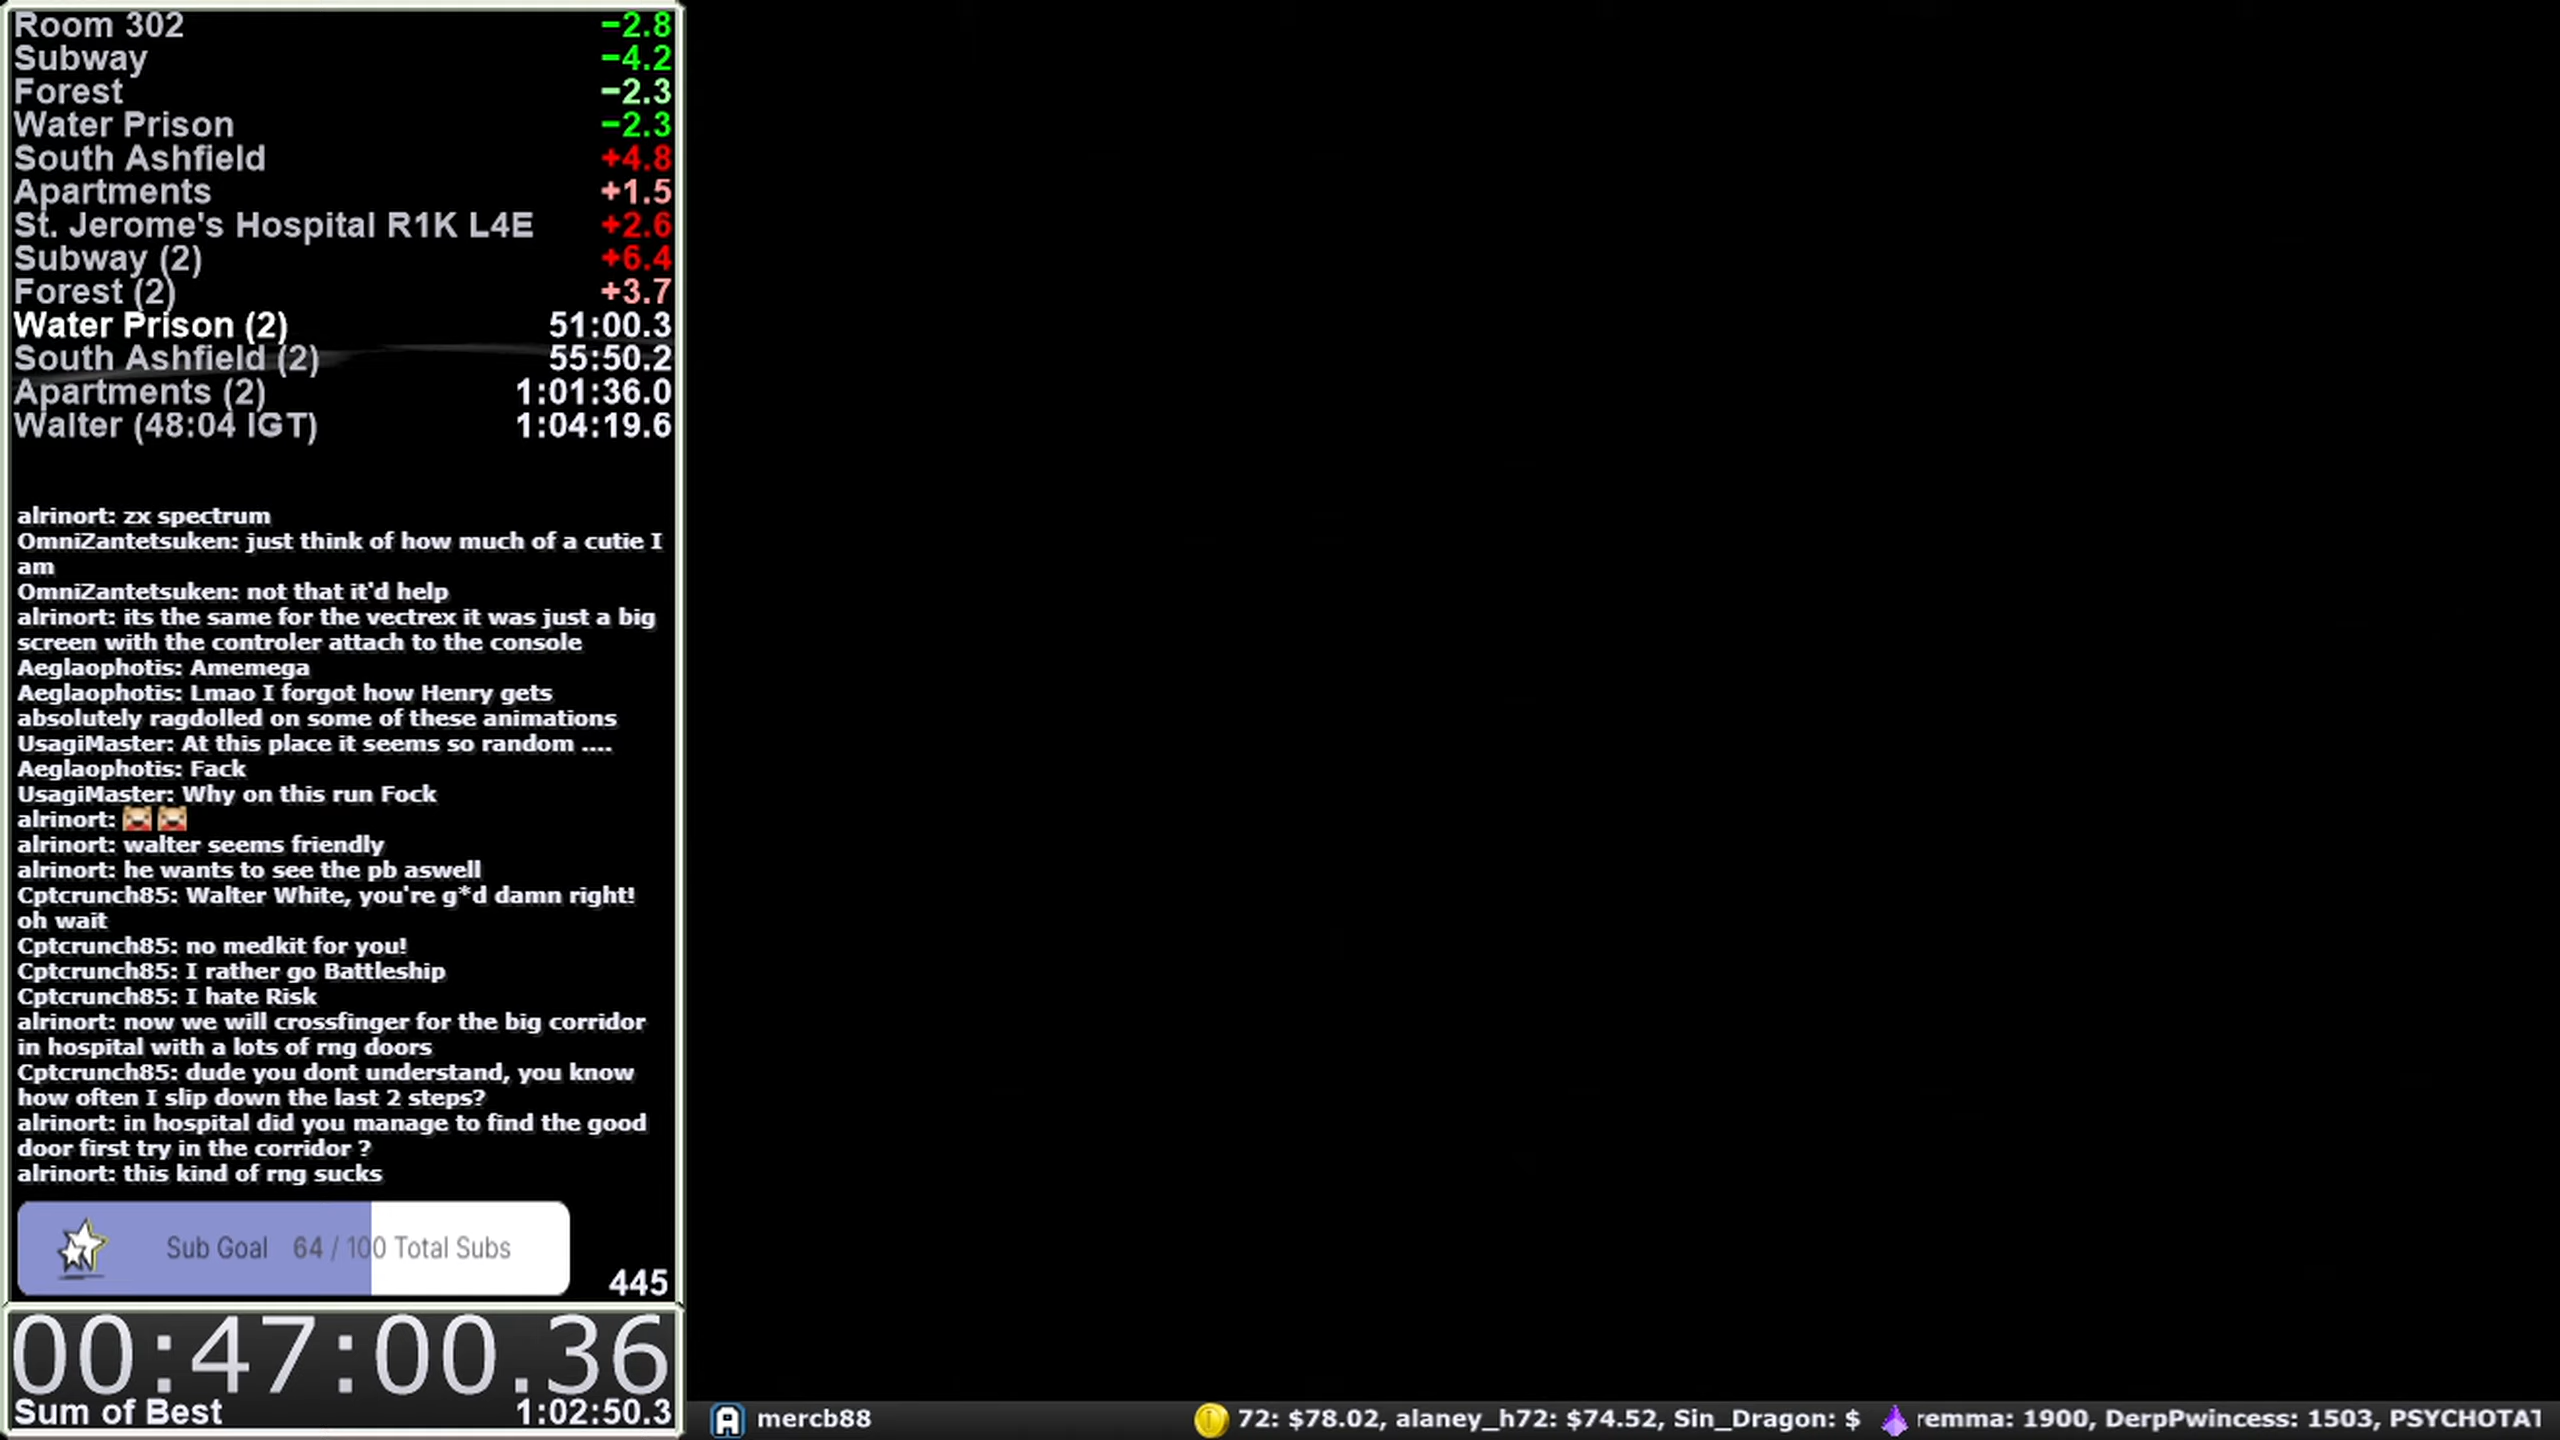 Room 302 −2.8
Subway −4.2
Forest −2.3
Water Prison −2.3
South Ashfield +4.8
Apartments +1.5
St. Jerome's Hospital R1K L4E +2.6
Subway (2) +6.4
Forest (2) +3.7
Water Prison (2) 51:00.3
South Ashfield (2) 55:50.2
Apartments (2) 1:01:36.0
Walter (48:04 IGT) 1:04:19.6
alrinort: zx spectrum
OmniZantetsuken: just think of how much of a cutie I
am
OmniZantetsuken: not that it'd help
alrinort: its the same for the vectrex it was just a big
screen with the controler attach to the console
Aeglaophotis: Amemega
Aeglaophotis: Lmao I forgot how Henry gets
absolutely ragdolled on some of these animations
UsagiMaster: At this place it seems so random ....
Aeglaophotis: Fack
UsagiMaster: Why on this run Fock
alrinort:
alrinort: walter seems friendly
alrinort: he wants to see the pb aswell
Cptcrunch85: Walter White, you're g*d damn right!
oh wait
Cptcrunch85: no medkit for you!
Cptcrunch85: I rather go Battleship
Cptcrunch85: I hate Risk
alrinort: now we will crossfinger for the big corridor
in hospital with a lots of rng doors
Cptcrunch85: dude you dont understand, you know
how often I slip down the last 2 steps?
alrinort: in hospital did you manage to find the good
door first try in the corridor ?
alrinort: this kind of rng sucks
Sub Goal 64 / 100 Total Subs
445
00:47:00.36
Sum of Best 1:02:50.3
mercb88
72: $78.02, alaney_h72: $74.52, Sin_Dragon: $
remma: 1900, DerpPwincess: 1503, PSYCHOTAT